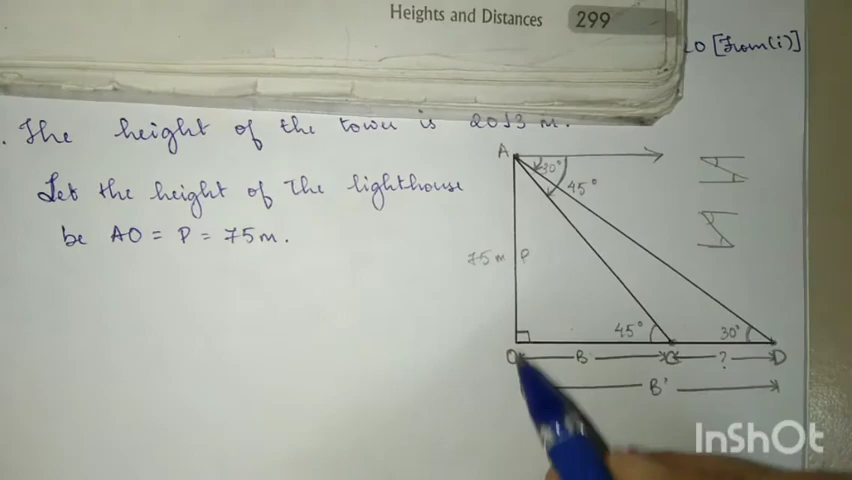 Heights and Distances 299
[From(i)]
. The height of the tower is 20√3 m.
Let the height of the lighthouse
be AO = P = 75m.
A
30°
45°
75 m P
45° 30°
O B C ? D
B'
InShOt